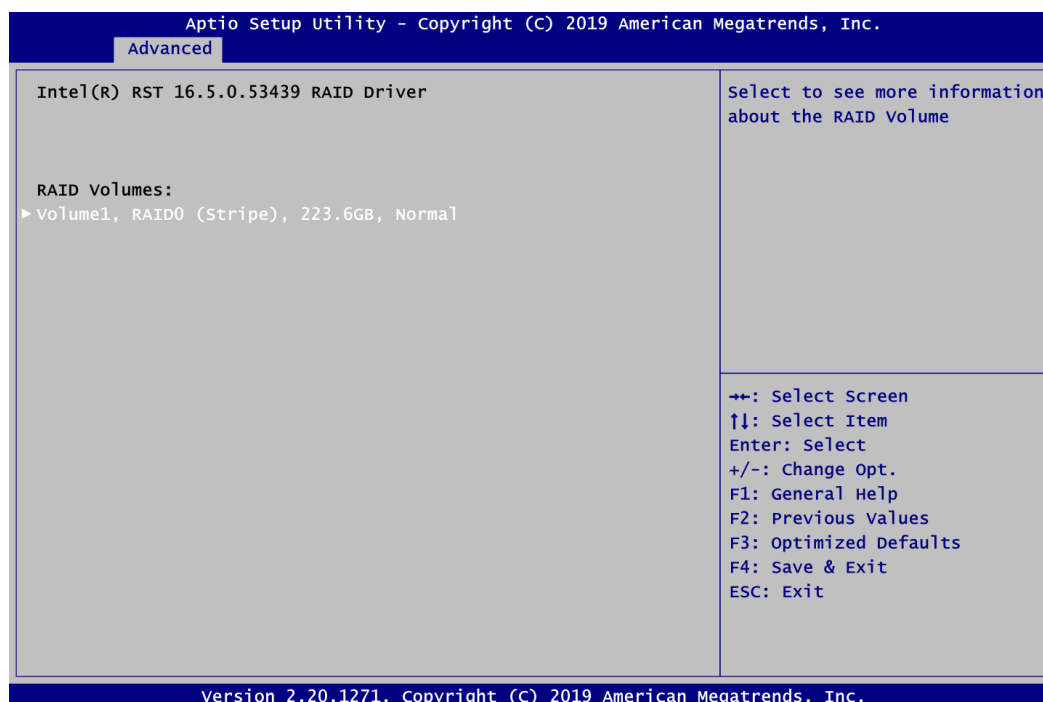 Aptio Setup Utility – Copyright (C) 2019 American Megatrends, Inc.
Advanced
Intel(R) RST 16.5.0.53439 RAID Driver
RAID Volumes:
►Volume1, RAID0 (Stripe), 223.6GB, Normal
Select to see more information
about the RAID Volume
→←: Select Screen
↑↓: Select Item
Enter: Select
+/-: Change Opt.
F1: General Help
F2: Previous Values
F3: Optimized Defaults
F4: Save & Exit
ESC: Exit
Version 2.20.1271. Copyright (C) 2019 American Megatrends, Inc.